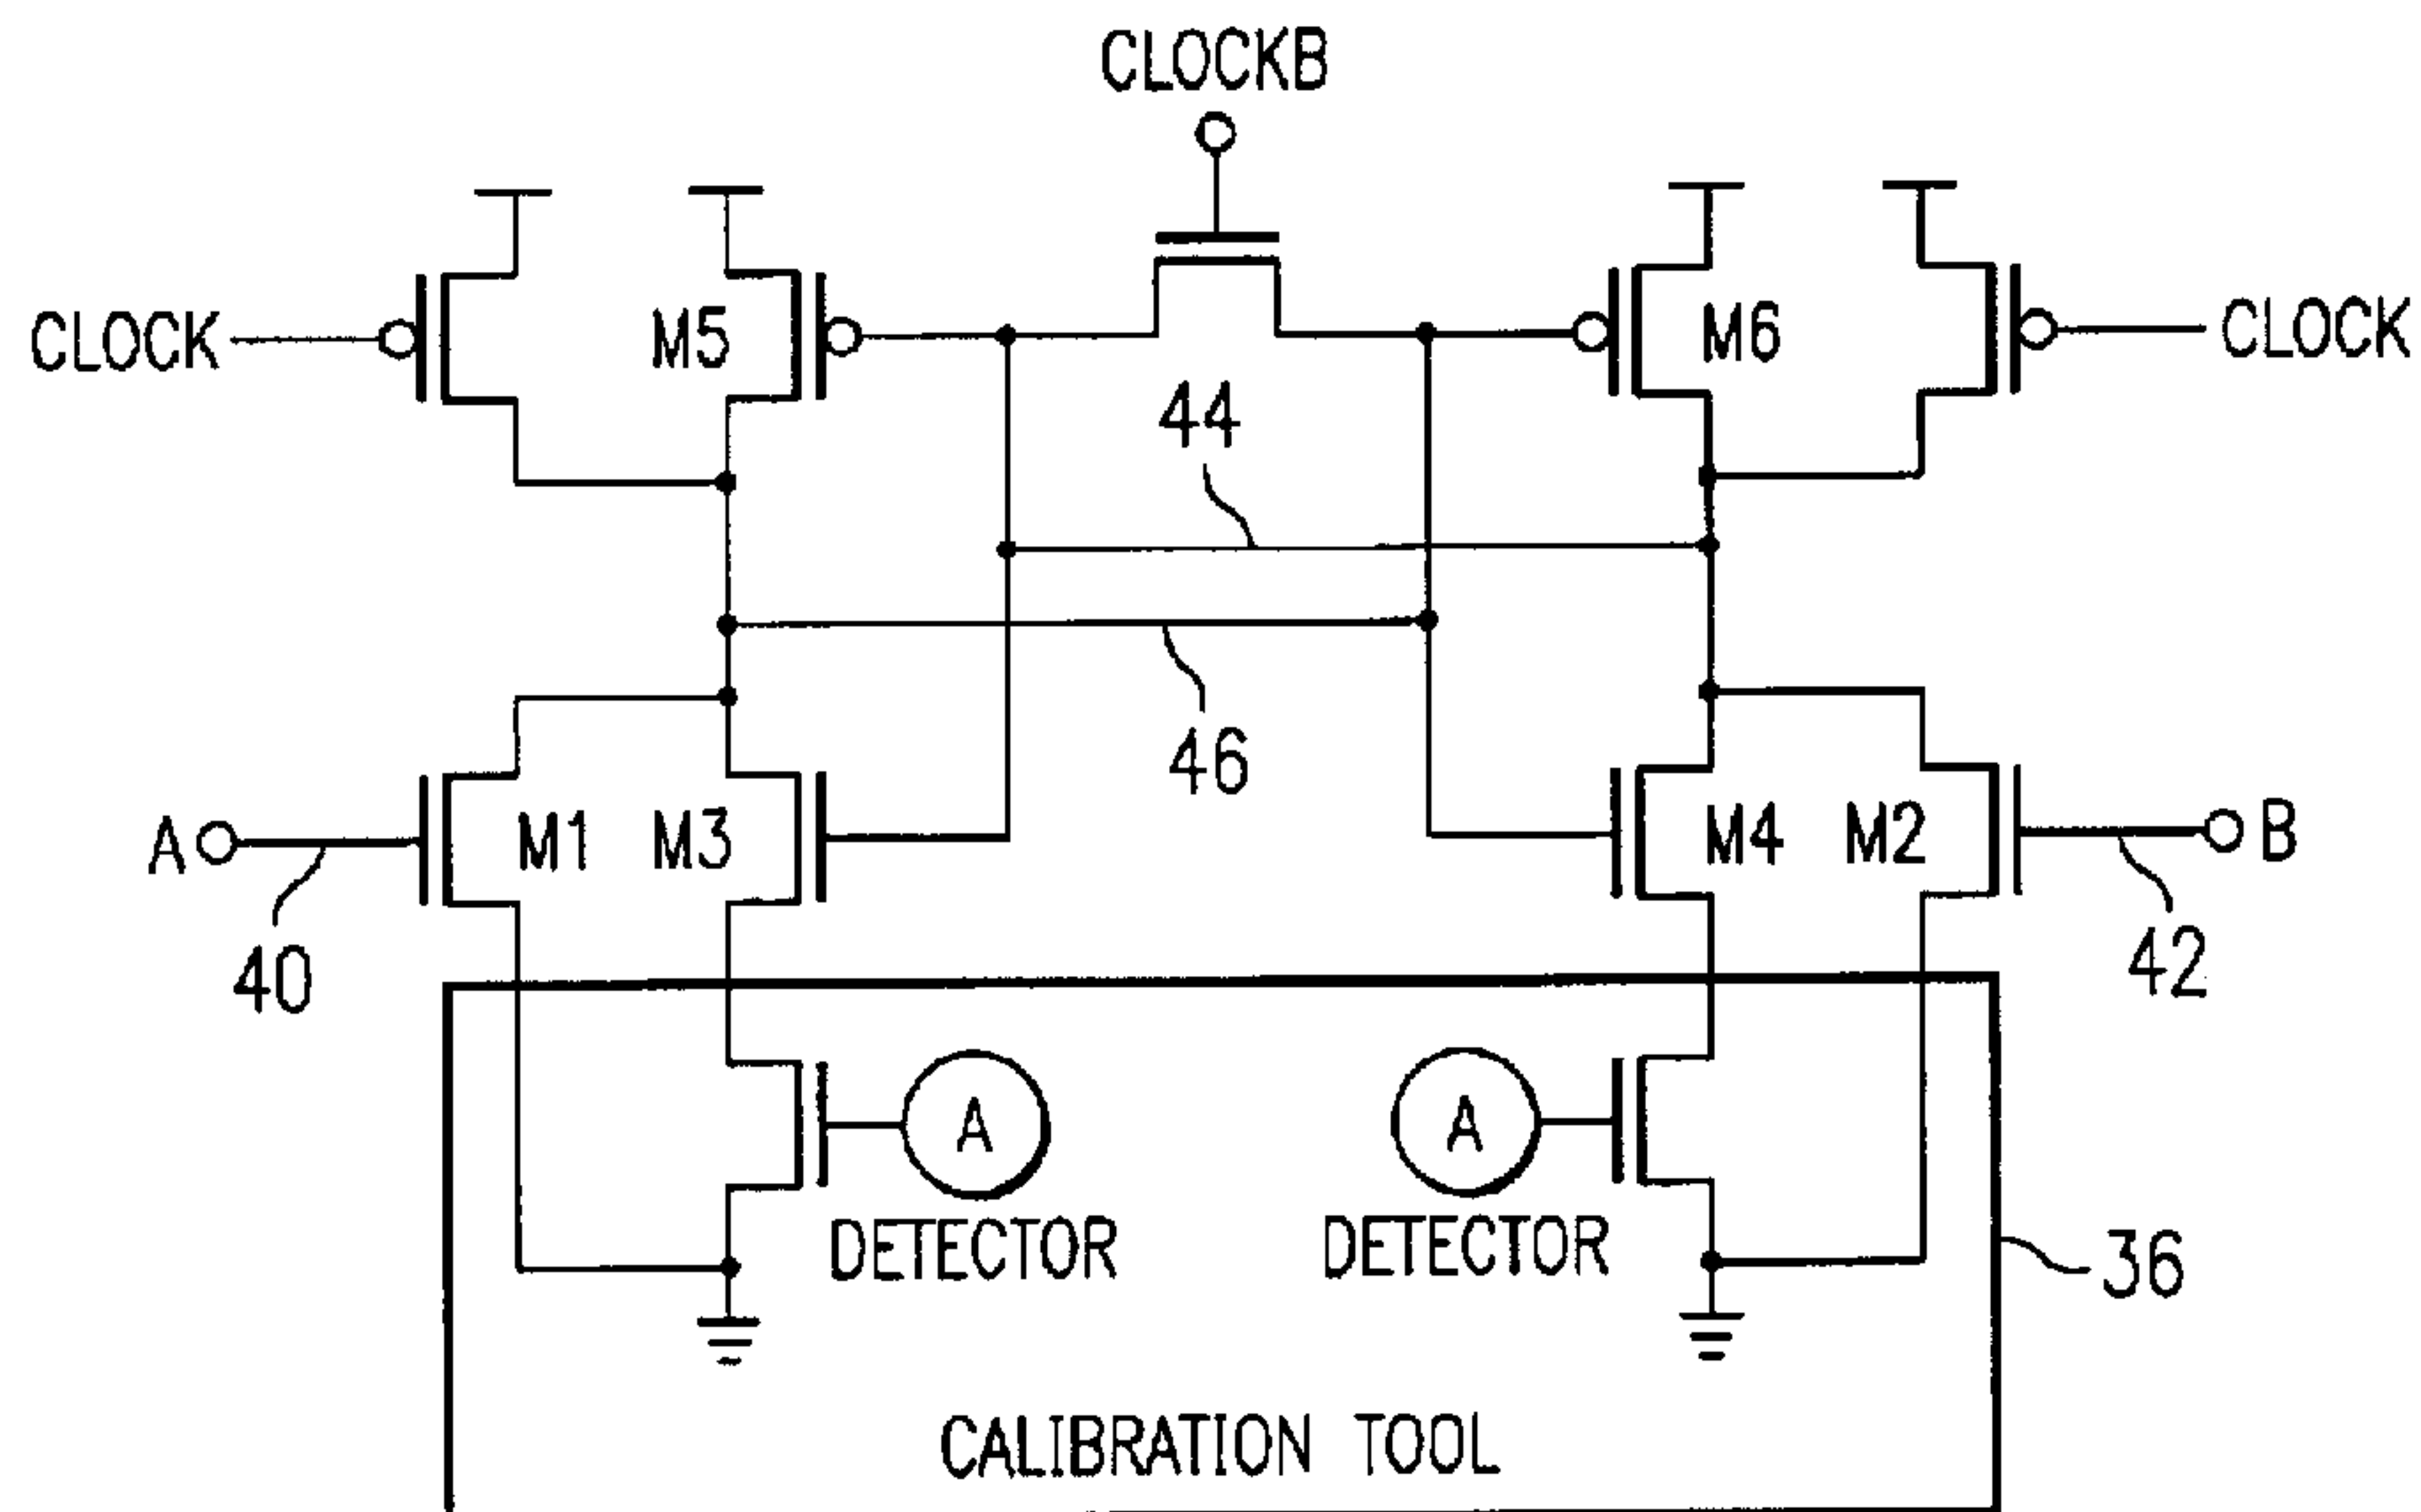 CLOCKB
CLOCK
M5
M6
CLOCK
44
46
A
M1
M3
M4
M2
B
40
42
A
A
DETECTOR
DETECTOR
36
CALIBRATION TOOL